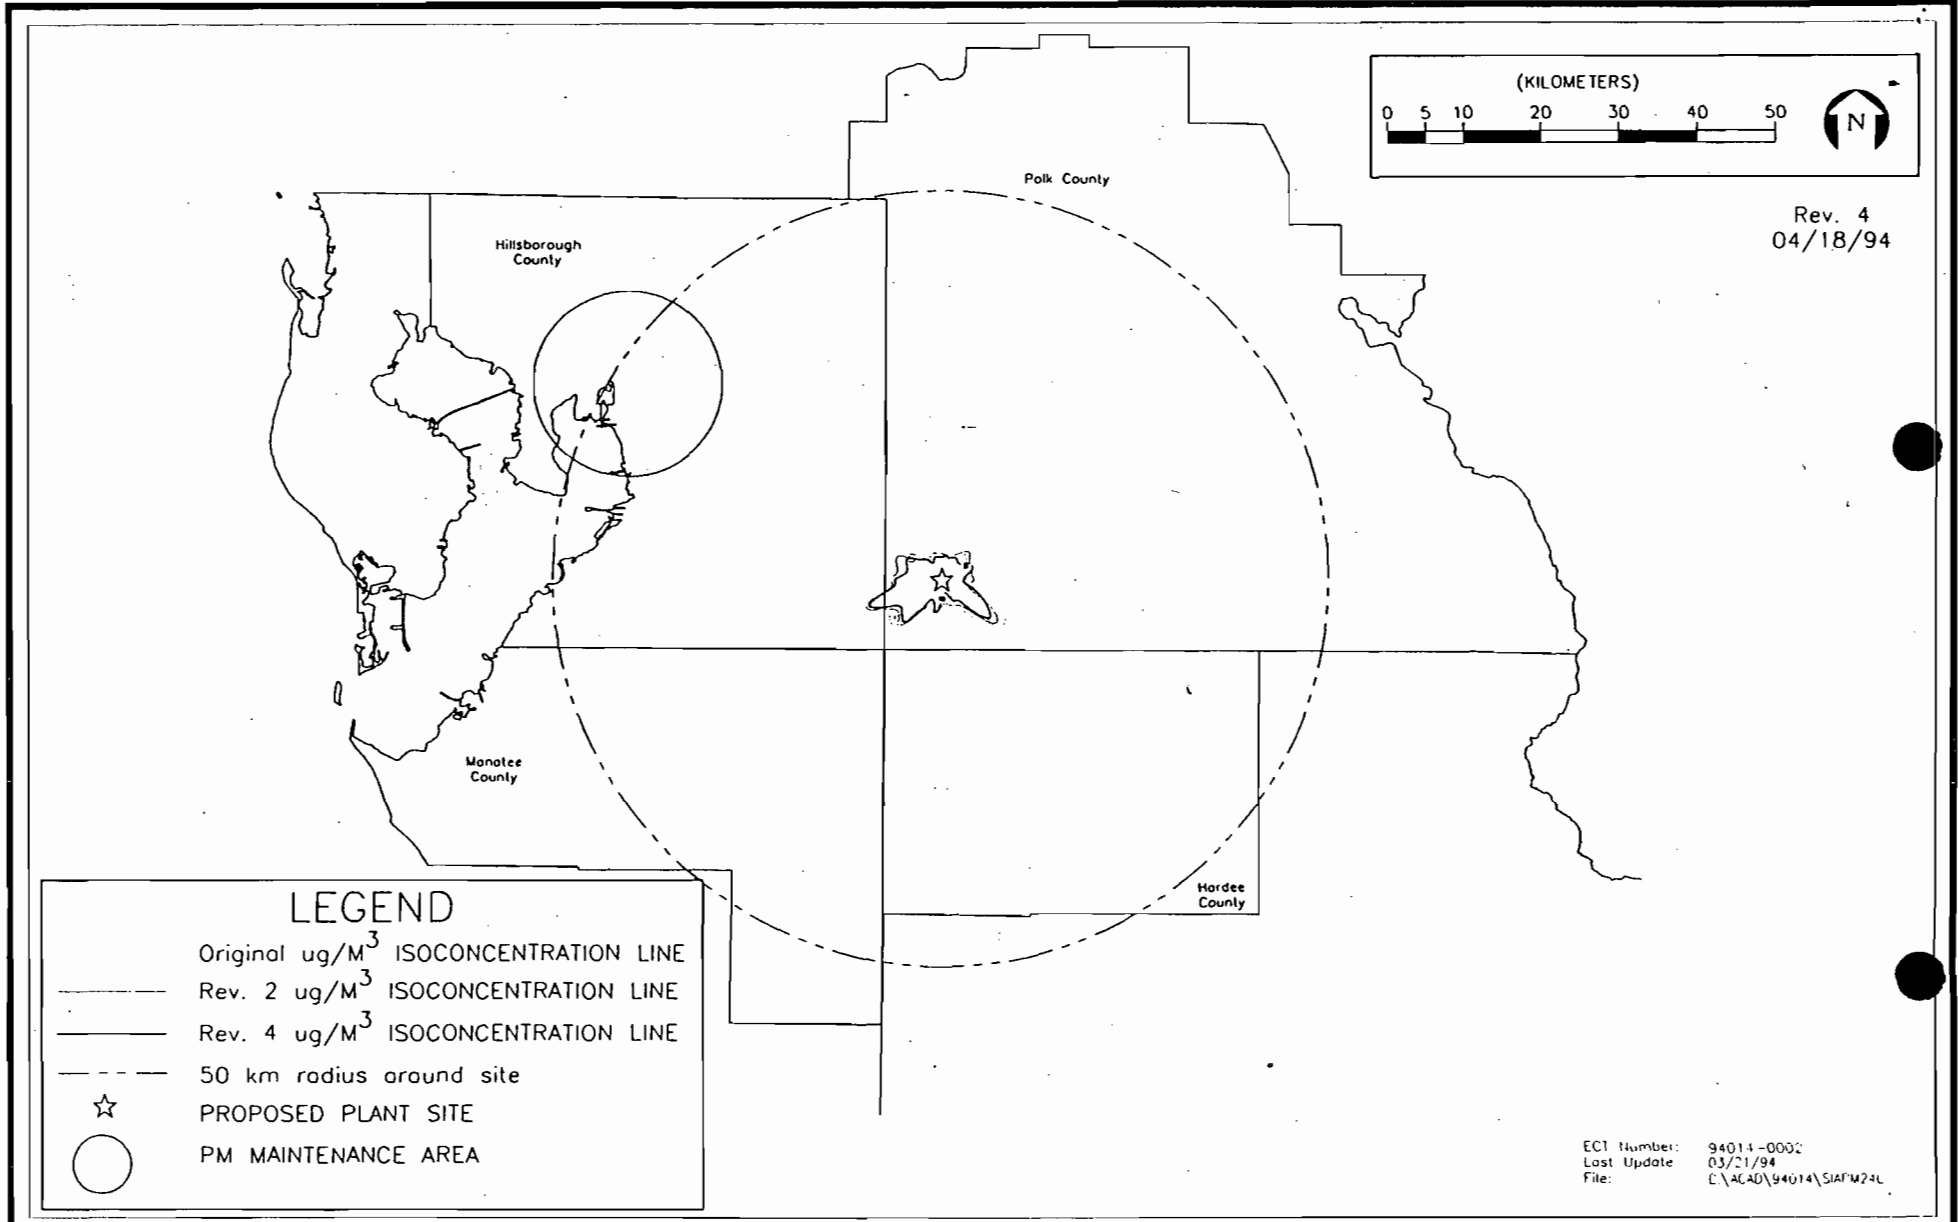 (KILOMETERS)
0 5 10 20 30 40 50
N
Rev. 4
04/18/94
Polk County
Hillsborough
County
Manatee
County
Hardee
County
LEGEND
Original ug/M³ ISOCONCENTRATION LINE
Rev. 2 ug/M³ ISOCONCENTRATION LINE
Rev. 4 ug/M³ ISOCONCENTRATION LINE
50 km radius around site
PROPOSED PLANT SITE
PM MAINTENANCE AREA
ECT Number: 94014-0002
Last Update 03/21/94
File: